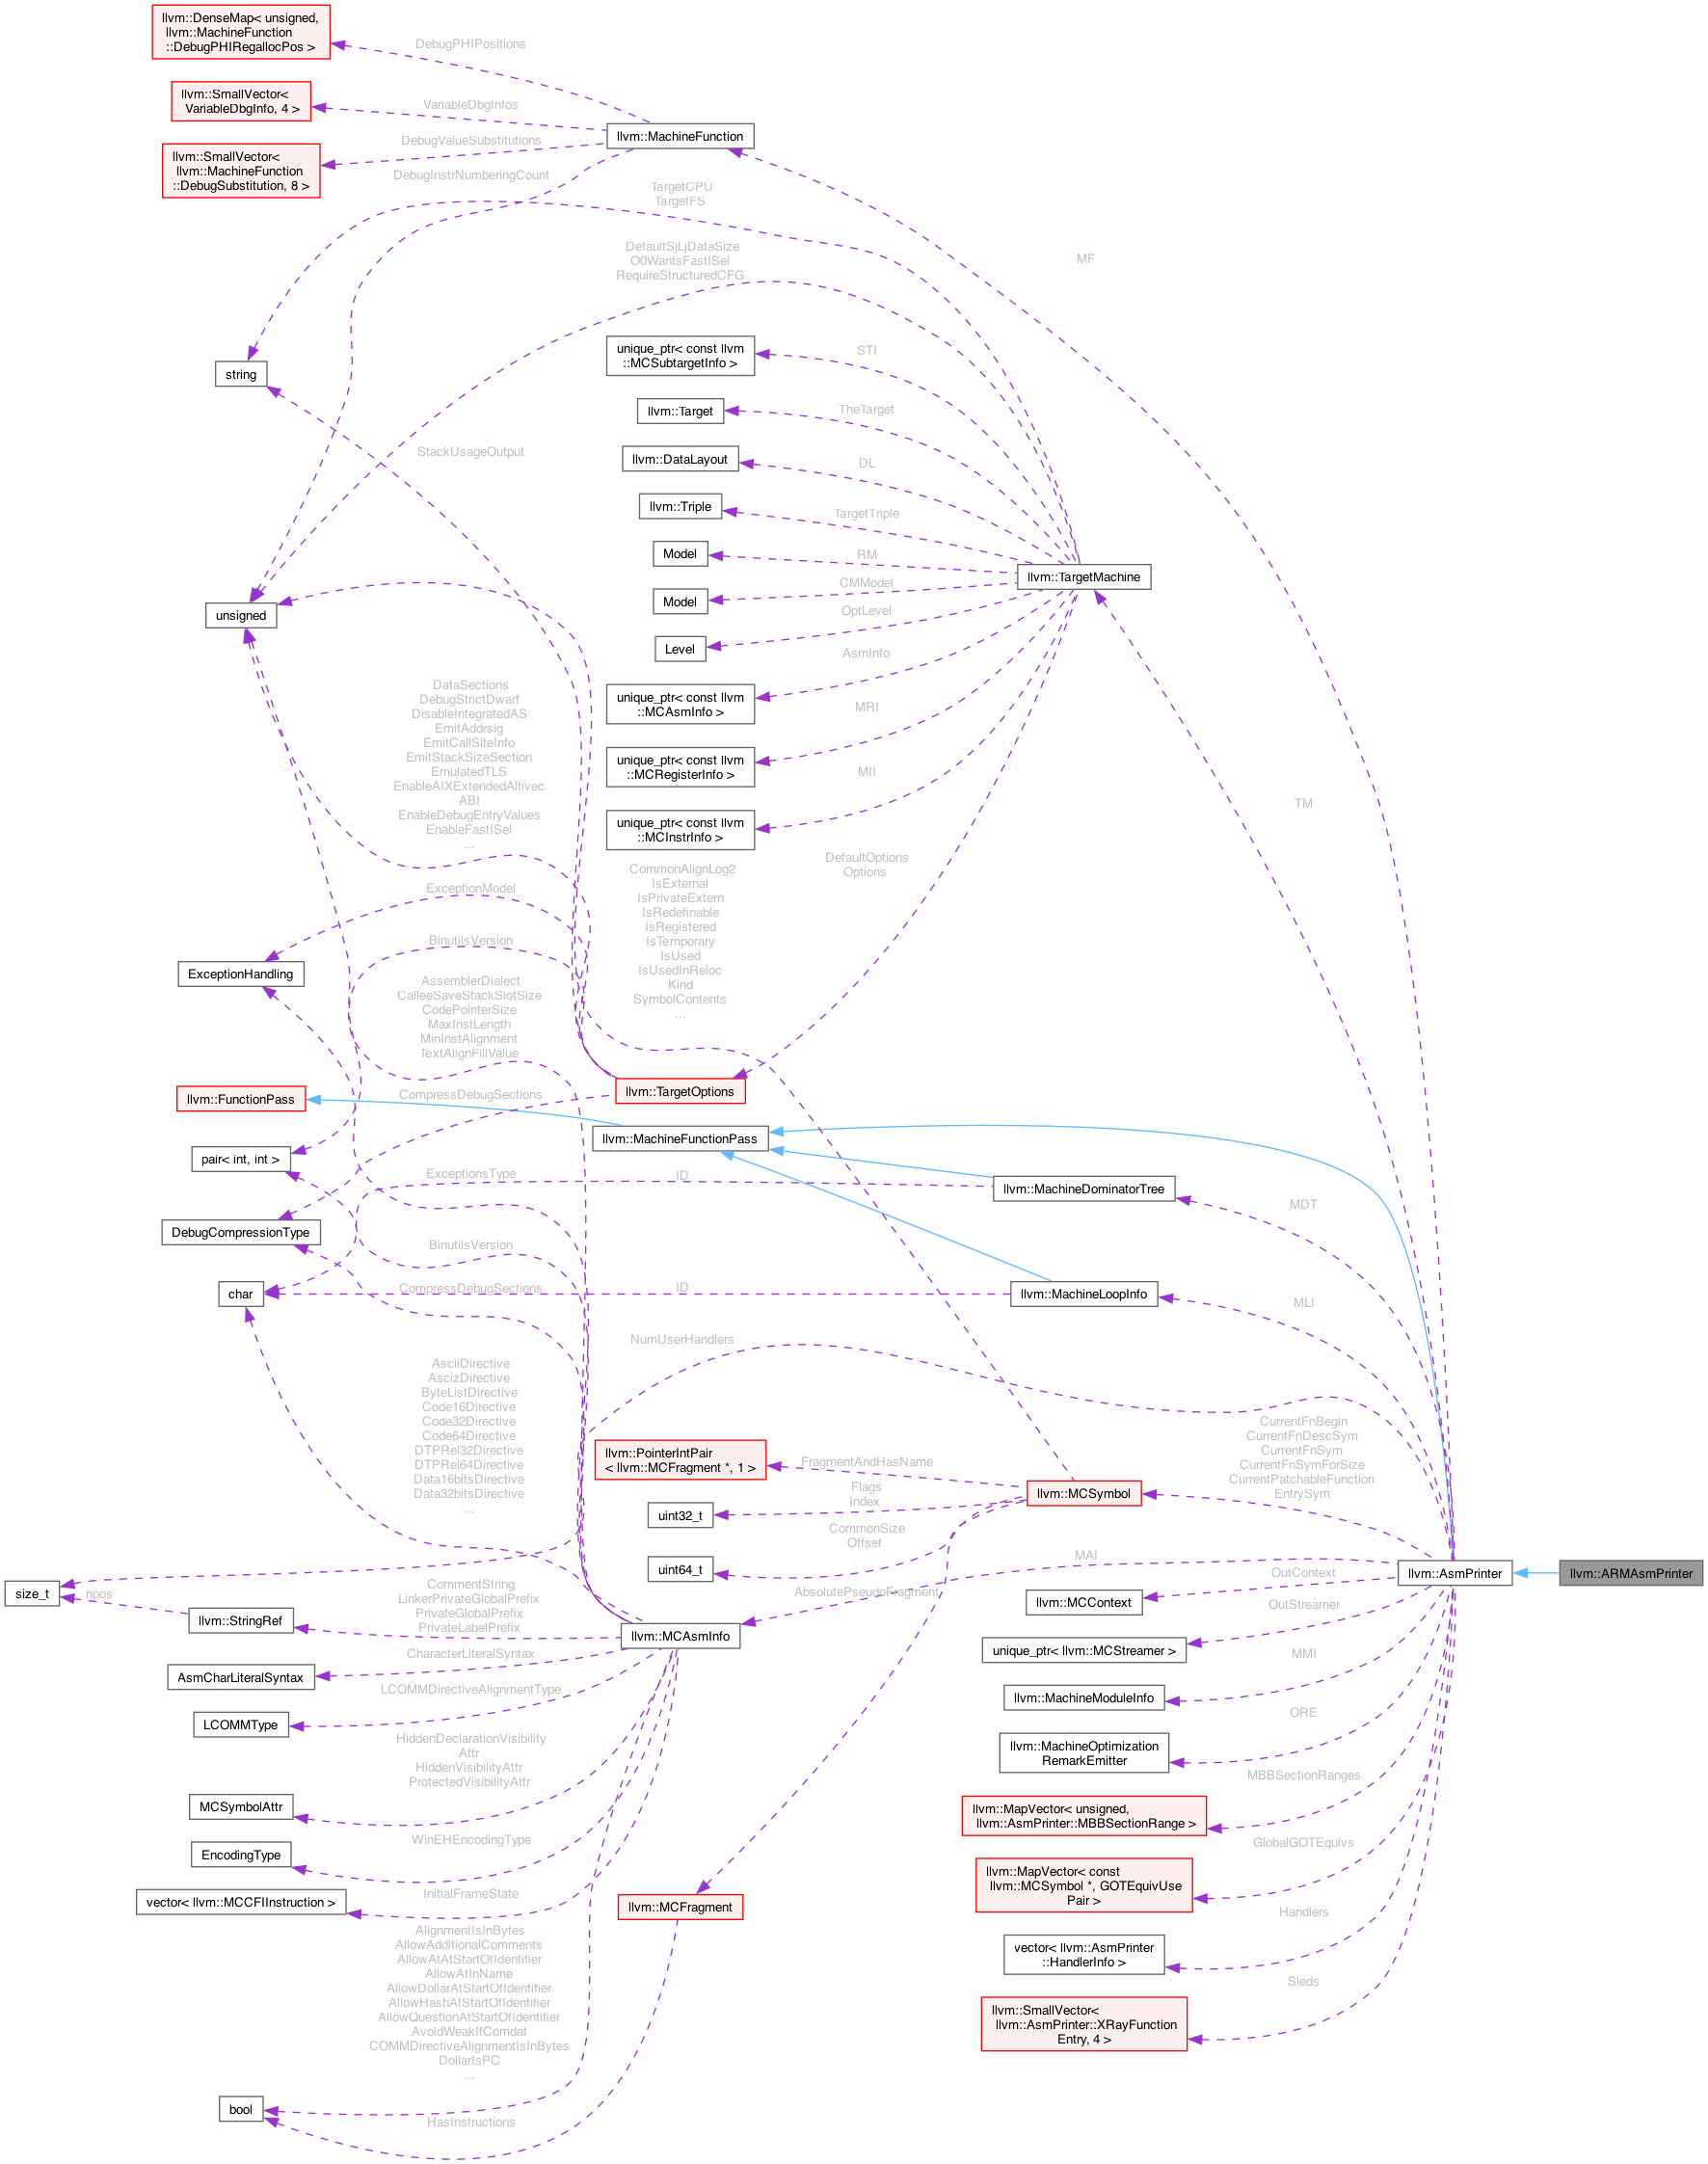 llvm::DenseMap< unsigned,
llvm::MachineFunction
::DebugPHIRegallocPos >
DebugPHIPositions
llvm::SmallVector<
VariableDbgInfo, 4 >
VariableDbgInfos
llvm::MachineFunction
DebugValueSubstitutions
llvm::SmallVector<
llvm::MachineFunction
::DebugSubstitution, 8 >
DebugInstrNumberingCount
TargetCPU
TargetFS
DefaultSjLjDataSize
O0WantsFastISel
RequireStructuredCFG
MF
unique_ptr< const llvm
::MCSubtargetInfo >
STI
string
llvm::Target
TheTarget
StackUsageOutput
llvm::DataLayout
DL
llvm::Triple
TargetTriple
Model
RM
llvm::TargetMachine
CMModel
Model
unsigned
OptLevel
Level
AsmInfo
unique_ptr< const llvm
::MCAsmInfo >
MRI
unique_ptr< const llvm
::MCRegisterInfo >
MII
unique_ptr< const llvm
::MCInstrInfo >
TM
DataSections
DebugStrictDwarf
DisableIntegratedAS
EmitAddrsig
EmitCallSiteInfo
EmitStackSizeSection
EmulatedTLS
EnableAIXExtendedAltivec
ABI
EnableDebugEntryValues
EnableFastISel
...
DefaultOptions
Options
CommonAlignLog2
IsExternal
IsPrivateExtern
IsRedefinable
IsRegistered
IsTemporary
IsUsed
IsUsedInReloc
Kind
SymbolContents
...
ExceptionModel
BinutilsVersion
ExceptionHandling
AssemblerDialect
CalleeSaveStackSlotSize
CodePointerSize
MaxInstLength
MinInstAlignment
TextAlignFillValue
llvm::FunctionPass
CompressDebugSections
llvm::TargetOptions
llvm::MachineFunctionPass
pair< int, int >
ExceptionsType
ID
llvm::MachineDominatorTree
MDT
DebugCompressionType
BinutilsVersion
char
CompressDebugSections
ID
llvm::MachineLoopInfo
MLI
NumUserHandlers
AsciiDirective
AscizDirective
ByteListDirective
Code16Directive
Code32Directive
Code64Directive
DTPRel32Directive
DTPRel64Directive
Data16bitsDirective
Data32bitsDirective
...
llvm::PointerIntPair
< llvm::MCFragment *, 1 >
FragmentAndHasName
Flags
Index
uint32_t
CommonSize
Offset
uint64_t
llvm::MCSymbol
CurrentFnBegin
CurrentFnDescSym
CurrentFnSym
CurrentFnSymForSize
CurrentPatchableFunction
EntrySym
MAI
AbsolutePseudoFragment
llvm::AsmPrinter
llvm::ARMAsmPrinter
size_t
npos
llvm::StringRef
CommentString
LinkerPrivateGlobalPrefix
PrivateGlobalPrefix
PrivateLabelPrefix
llvm::MCAsmInfo
OutContext
llvm::MCContext
OutStreamer
unique_ptr< llvm::MCStreamer >
CharacterLiteralSyntax
AsmCharLiteralSyntax
MMI
llvm::MachineModuleInfo
LCOMMDirectiveAlignmentType
LCOMMType
ORE
llvm::MachineOptimization
RemarkEmitter
HiddenDeclarationVisibility
Attr
HiddenVisibilityAttr
ProtectedVisibilityAttr
MCSymbolAttr
MBBSectionRanges
llvm::MapVector< unsigned,
llvm::AsmPrinter::MBBSectionRange >
WinEHEncodingType
EncodingType
GlobalGOTEquivs
llvm::MapVector< const
llvm::MCSymbol *, GOTEquivUse
Pair >
InitialFrameState
vector< llvm::MCCFIInstruction >
llvm::MCFragment
Handlers
vector< llvm::AsmPrinter
::HandlerInfo >
AlignmentIsInBytes
AllowAdditionalComments
AllowAtAtStartOfIdentifier
AllowAtInName
AllowDollarAtStartOfIdentifier
AllowHashAtStartOfIdentifier
AllowQuestionAtStartOfIdentifier
AvoidWeakIfComdat
COMMDirectiveAlignmentIsInBytes
DollarIsPC
...
Sleds
llvm::SmallVector<
llvm::AsmPrinter::XRayFunction
Entry, 4 >
bool
HasInstructions